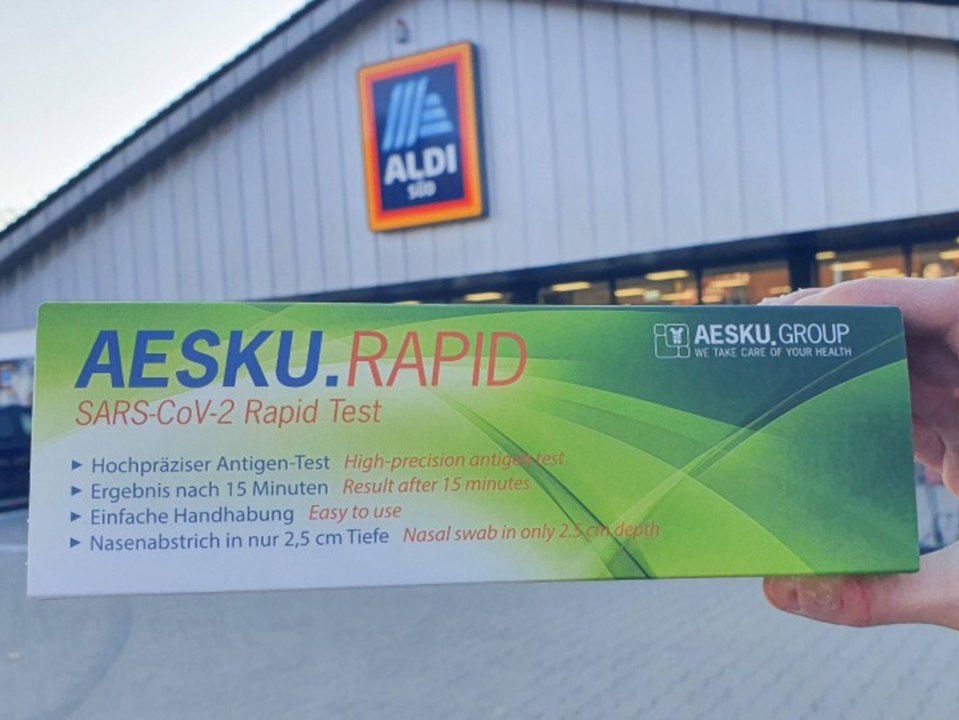 ALDI
SÜD
AESKU.RAPID
SARS-CoV-2 Rapid Test
AESKU.GROUP
WE TAKE CARE OF YOUR HEALTH
► Hochpräziser Antigen-Test High-precision antigen test
► Ergebnis nach 15 Minuten Result after 15 minutes
► Einfache Handhabung Easy to use
► Nasenabstrich in nur 2,5 cm Tiefe Nasal swab in only 2.5 cm depth